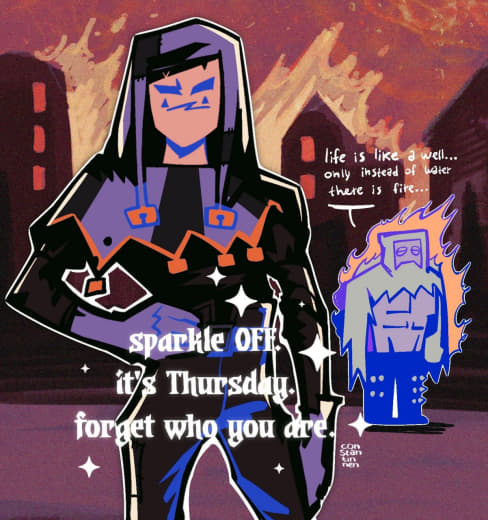 life is like a well...
only instead of water
there is fire...
sparkle OFF.
it's Thursday.
forget who you are.
con
stan
tin
nen